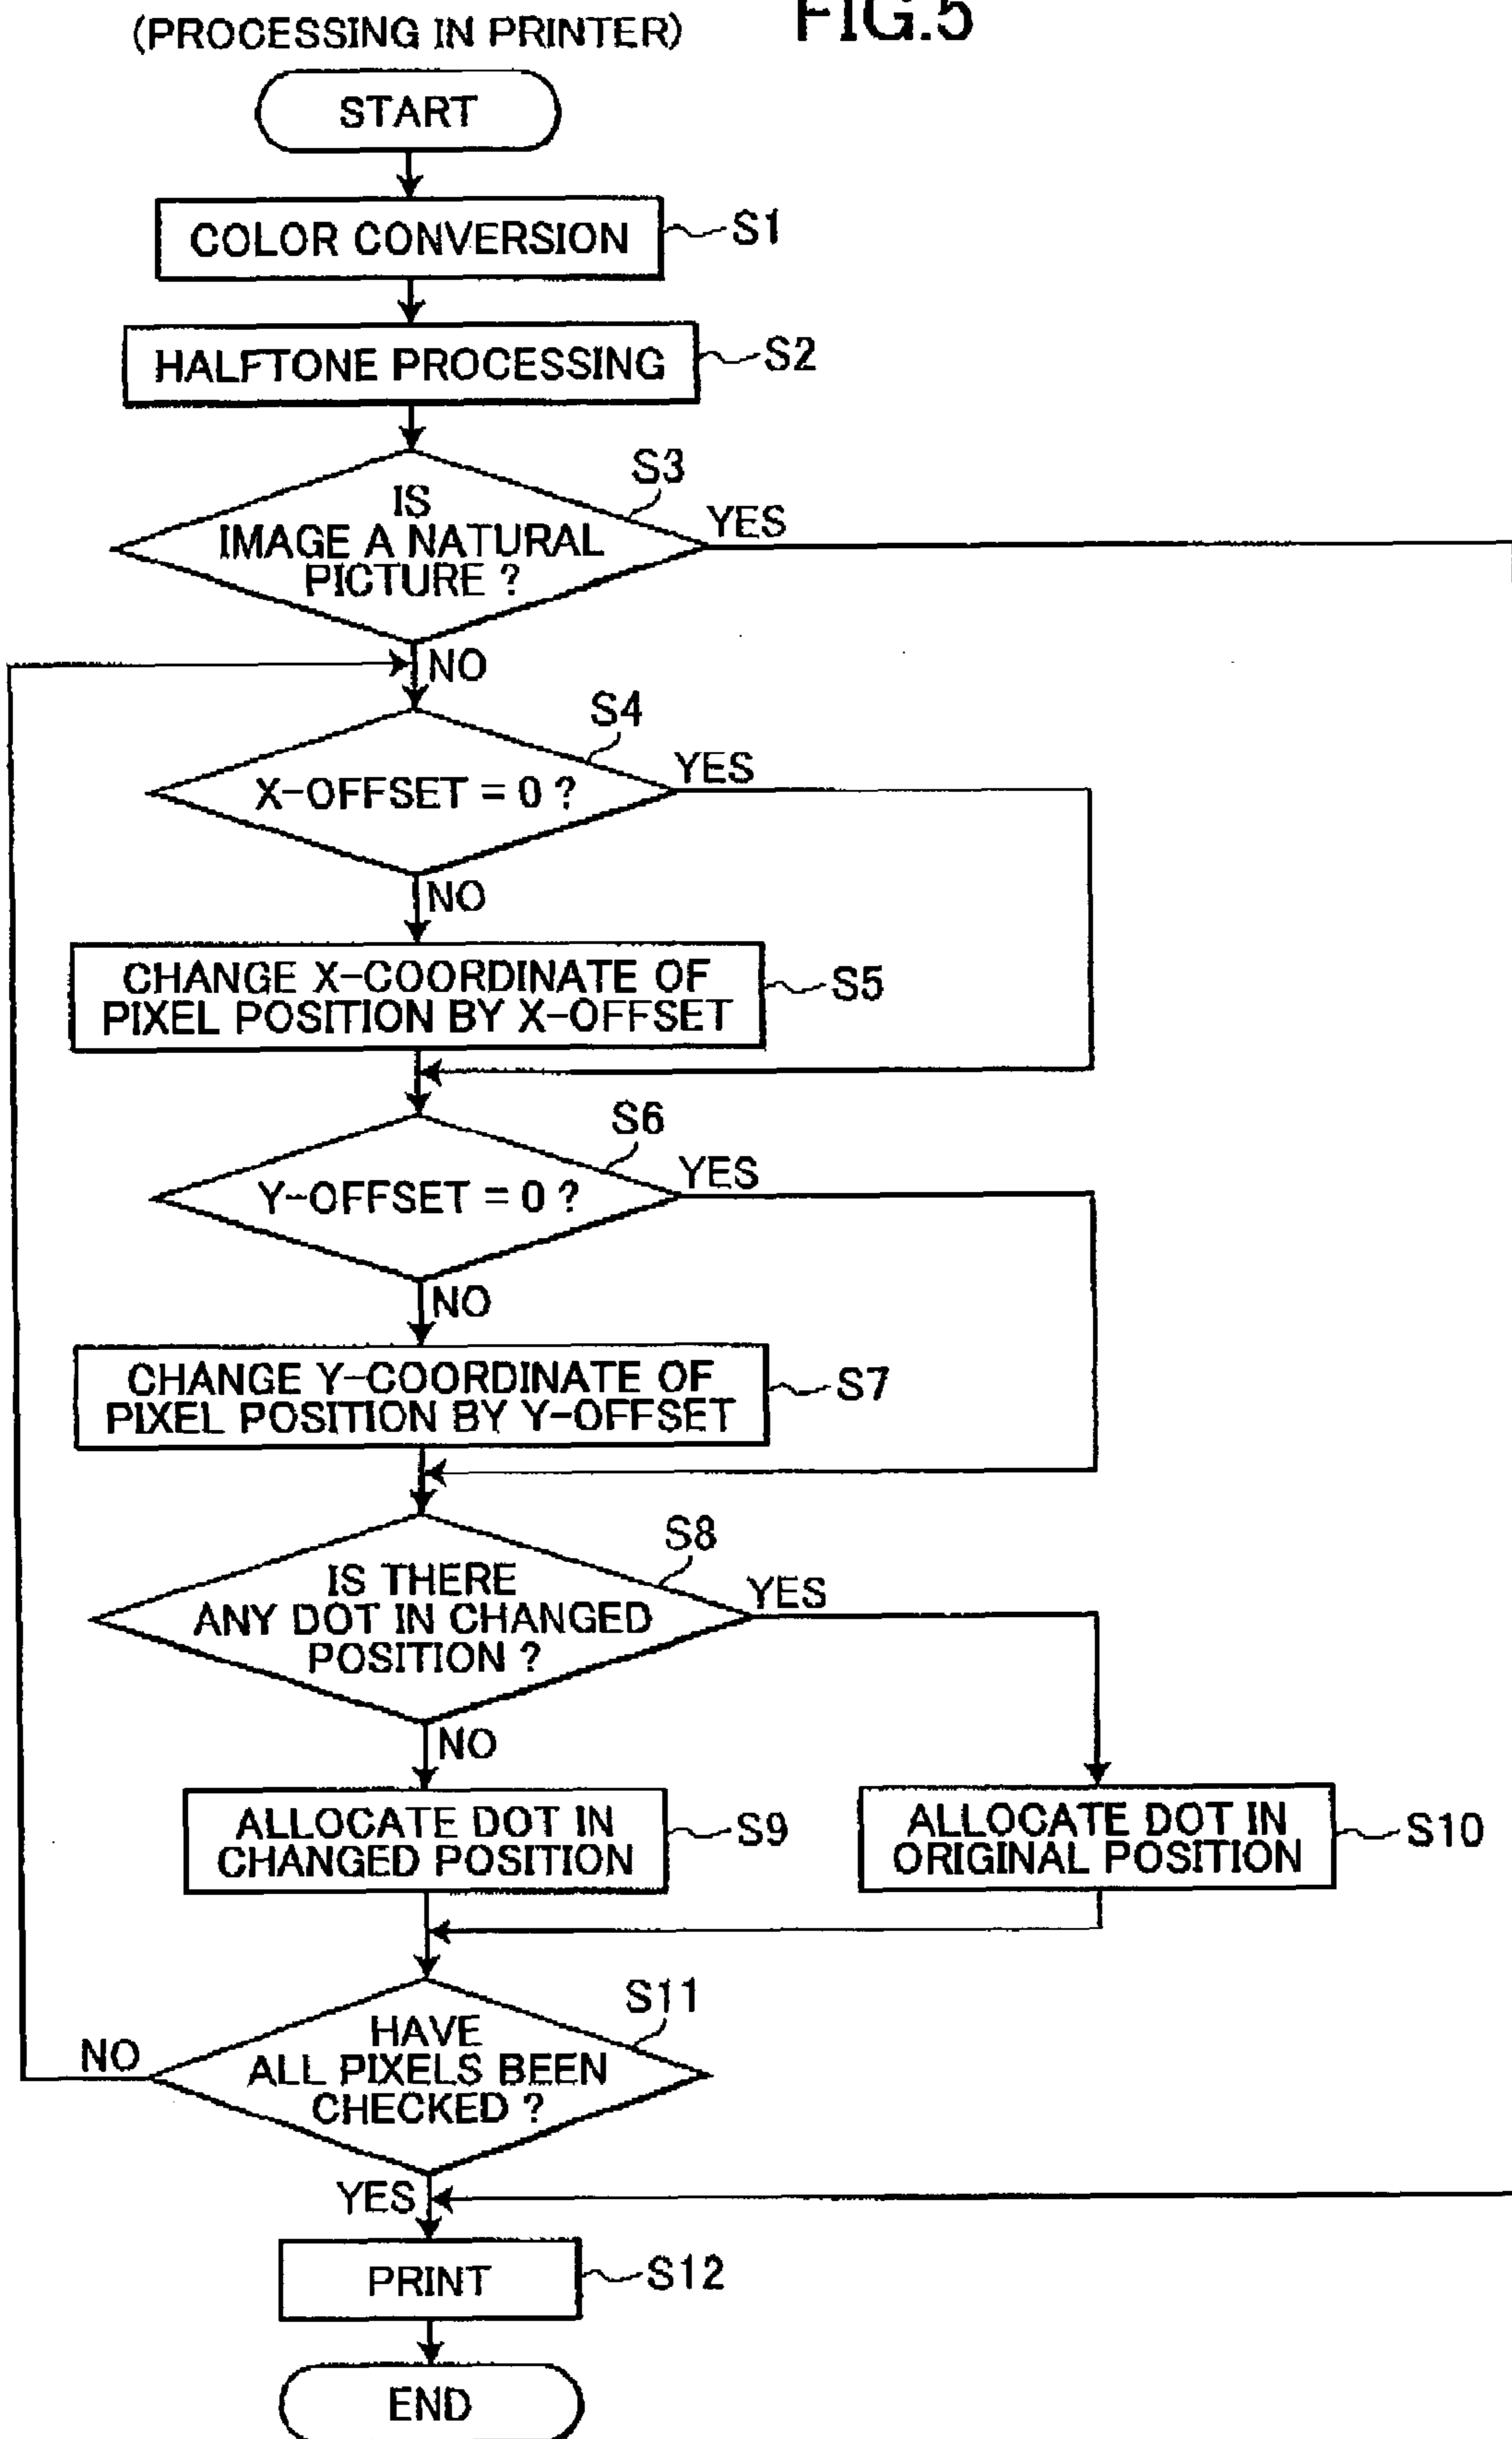 (PROCESSING IN PRINTER)
FIG.5
START
COLOR CONVERSION
S1
HALFTONE PROCESSING
S2
S3
IS
IMAGE A NATURAL
PICTURE ?
YES
NO
S4
X-OFFSET = 0 ?
YES
NO
CHANGE X-COORDINATE OF
PIXEL POSITION BY X-OFFSET
S5
S6
Y-OFFSET = 0 ?
YES
NO
CHANGE Y-COORDINATE OF
PIXEL POSITION BY Y-OFFSET
S7
S8
IS THERE
ANY DOT IN CHANGED
POSITION ?
YES
NO
ALLOCATE DOT IN
CHANGED POSITION
S9
ALLOCATE DOT IN
ORIGINAL POSITION
S10
S11
HAVE
ALL PIXELS BEEN
CHECKED ?
NO
YES
PRINT
S12
END